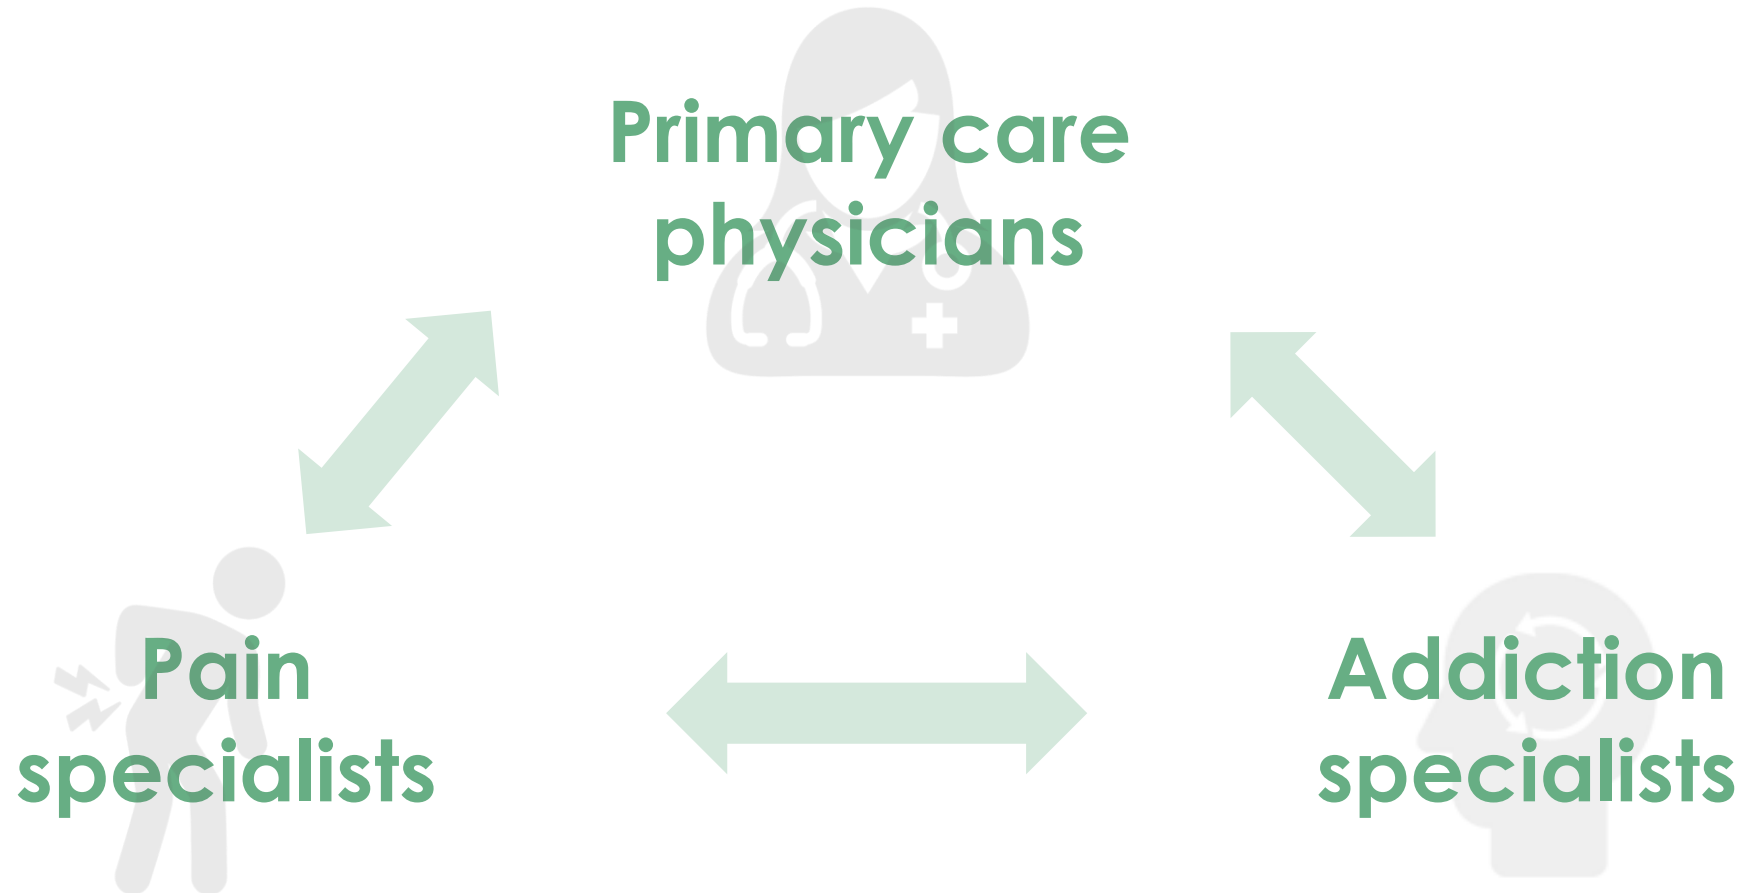 Primary care
physicians
Pain
specialists
Addiction
specialists